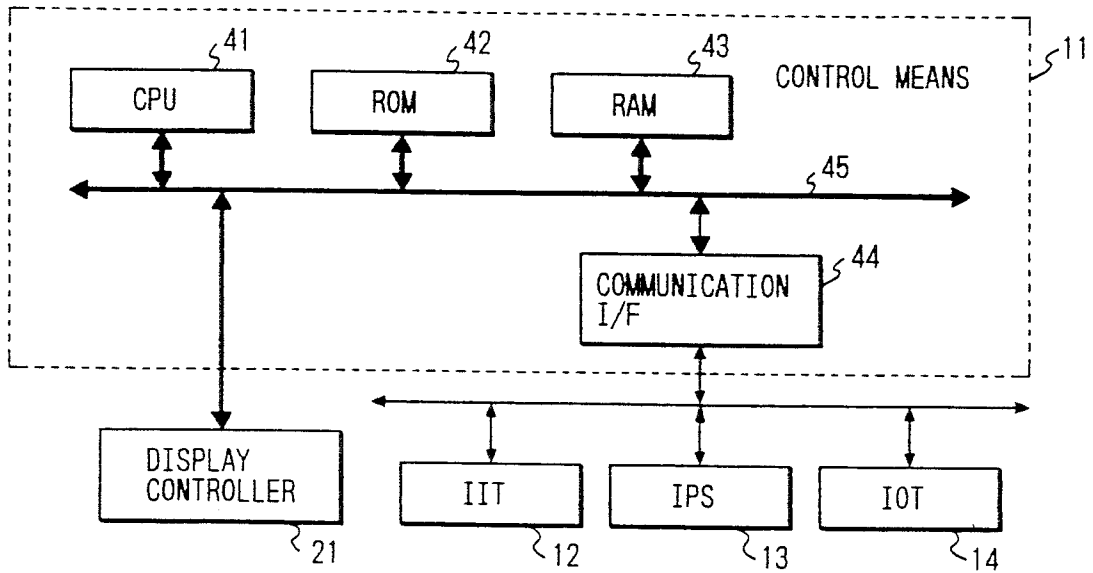 41
42
43
11
CPU
ROM
RAM
CONTROL MEANS
45
44
COMMUNICATION
I/F
DISPLAY
CONTROLLER
IIT
IPS
IOT
21
12
13
14